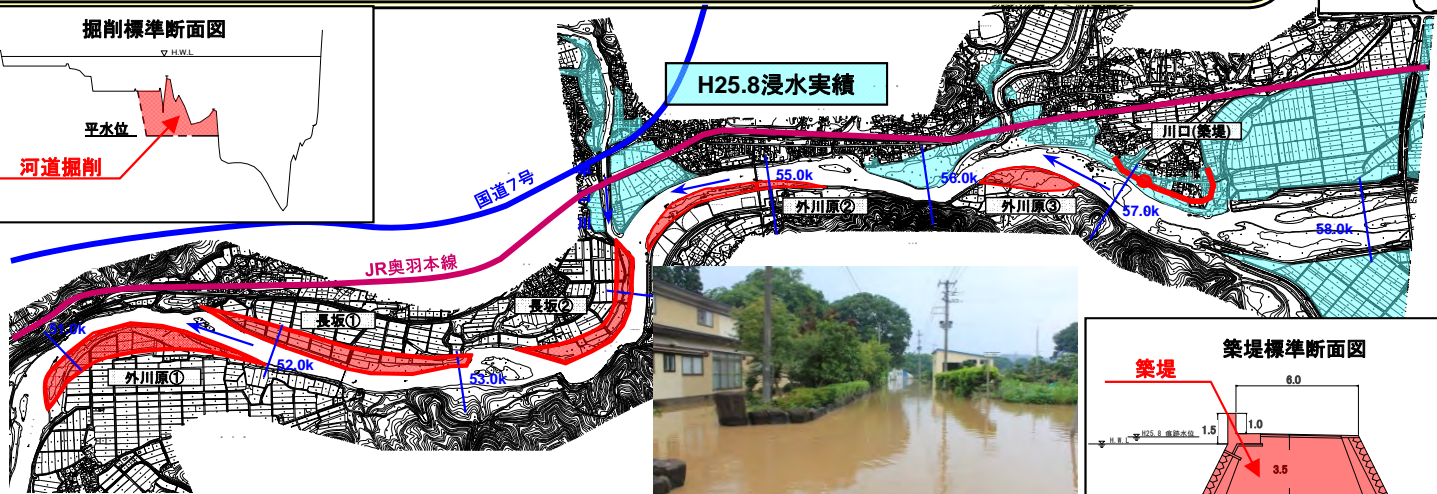 掘削標準断面図
H.W.L
平水位
河道掘削
H25.8浸水実績
国道7号
JR奥羽本線
川口(築堤)
55.0k
56.0k
57.0k
58.0k
外川原②
外川原③
長坂②
長坂①
外川原①
51.0k
52.0k
53.0k
川
築堤標準断面図
築堤
6.0
1.5
1.0
H25.8 痕跡水位
H.W.L
3.5